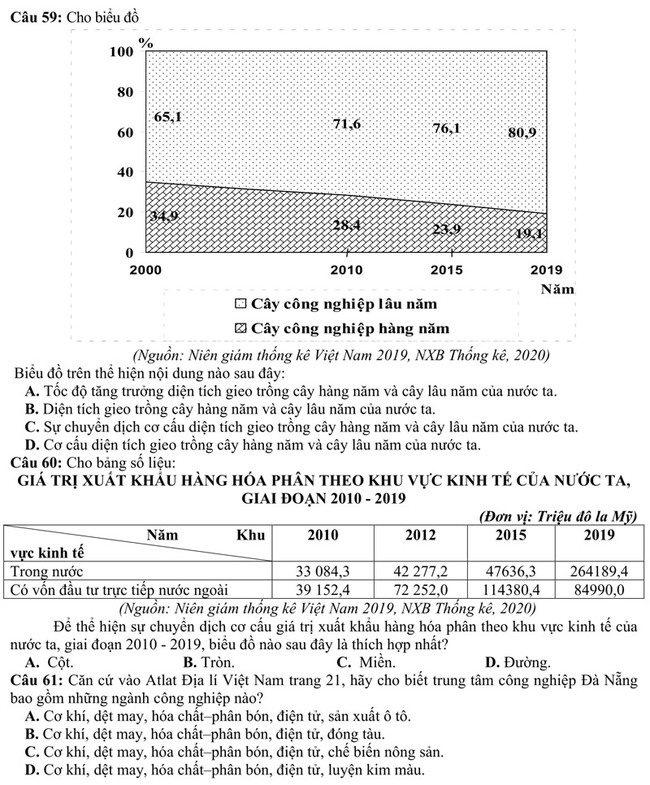 Câu 59: Cho biểu đồ
%
100
80
60
40
20
0
65,1
71,6
76,1
80,9
34,9
28,4
23,9
19,1
2000
2010
2015
2019
Năm
Cây công nghiệp lâu năm
Cây công nghiệp hàng năm
(Nguồn: Niên giám thống kê Việt Nam 2019, NXB Thống kê, 2020)
Biểu đồ trên thể hiện nội dung nào sau đây:
A. Tốc độ tăng trưởng diện tích gieo trồng cây hàng năm và cây lâu năm của nước ta.
B. Diện tích gieo trồng cây hàng năm và cây lâu năm của nước ta.
C. Sự chuyển dịch cơ cấu diện tích gieo trồng cây hàng năm và cây lâu năm của nước ta.
D. Cơ cấu diện tích gieo trồng cây hàng năm và cây lâu năm của nước ta.
Câu 60: Cho bảng số liệu:
GIÁ TRỊ XUẤT KHẨU HÀNG HÓA PHÂN THEO KHU VỰC KINH TẾ CỦA NƯỚC TA,
GIAI ĐOẠN 2010 - 2019
(Đơn vị: Triệu đô la Mỹ)
Năm Khu 2010 2012 2015 2019
vực kinh tế
Trong nước 33 084,3 42 277,2 47636,3 264189,4
Có vốn đầu tư trực tiếp nước ngoài 39 152,4 72 252,0 114380,4 84990,0
(Nguồn: Niên giám thống kê Việt Nam 2019, NXB Thống kê, 2020)
Để thể hiện sự chuyển dịch cơ cấu giá trị xuất khẩu hàng hóa phân theo khu vực kinh tế của
nước ta, giai đoạn 2010 - 2019, biểu đồ nào sau đây là thích hợp nhất?
A. Cột. B. Tròn. C. Miền. D. Đường.
Câu 61: Căn cứ vào Atlat Địa lí Việt Nam trang 21, hãy cho biết trung tâm công nghiệp Đà Nẵng
bao gồm những ngành công nghiệp nào?
A. Cơ khí, dệt may, hóa chất–phân bón, điện tử, sản xuất ô tô.
B. Cơ khí, dệt may, hóa chất–phân bón, điện tử, đóng tàu.
C. Cơ khí, dệt may, hóa chất–phân bón, điện tử, chế biến nông sản.
D. Cơ khí, dệt may, hóa chất–phân bón, điện tử, luyện kim màu.